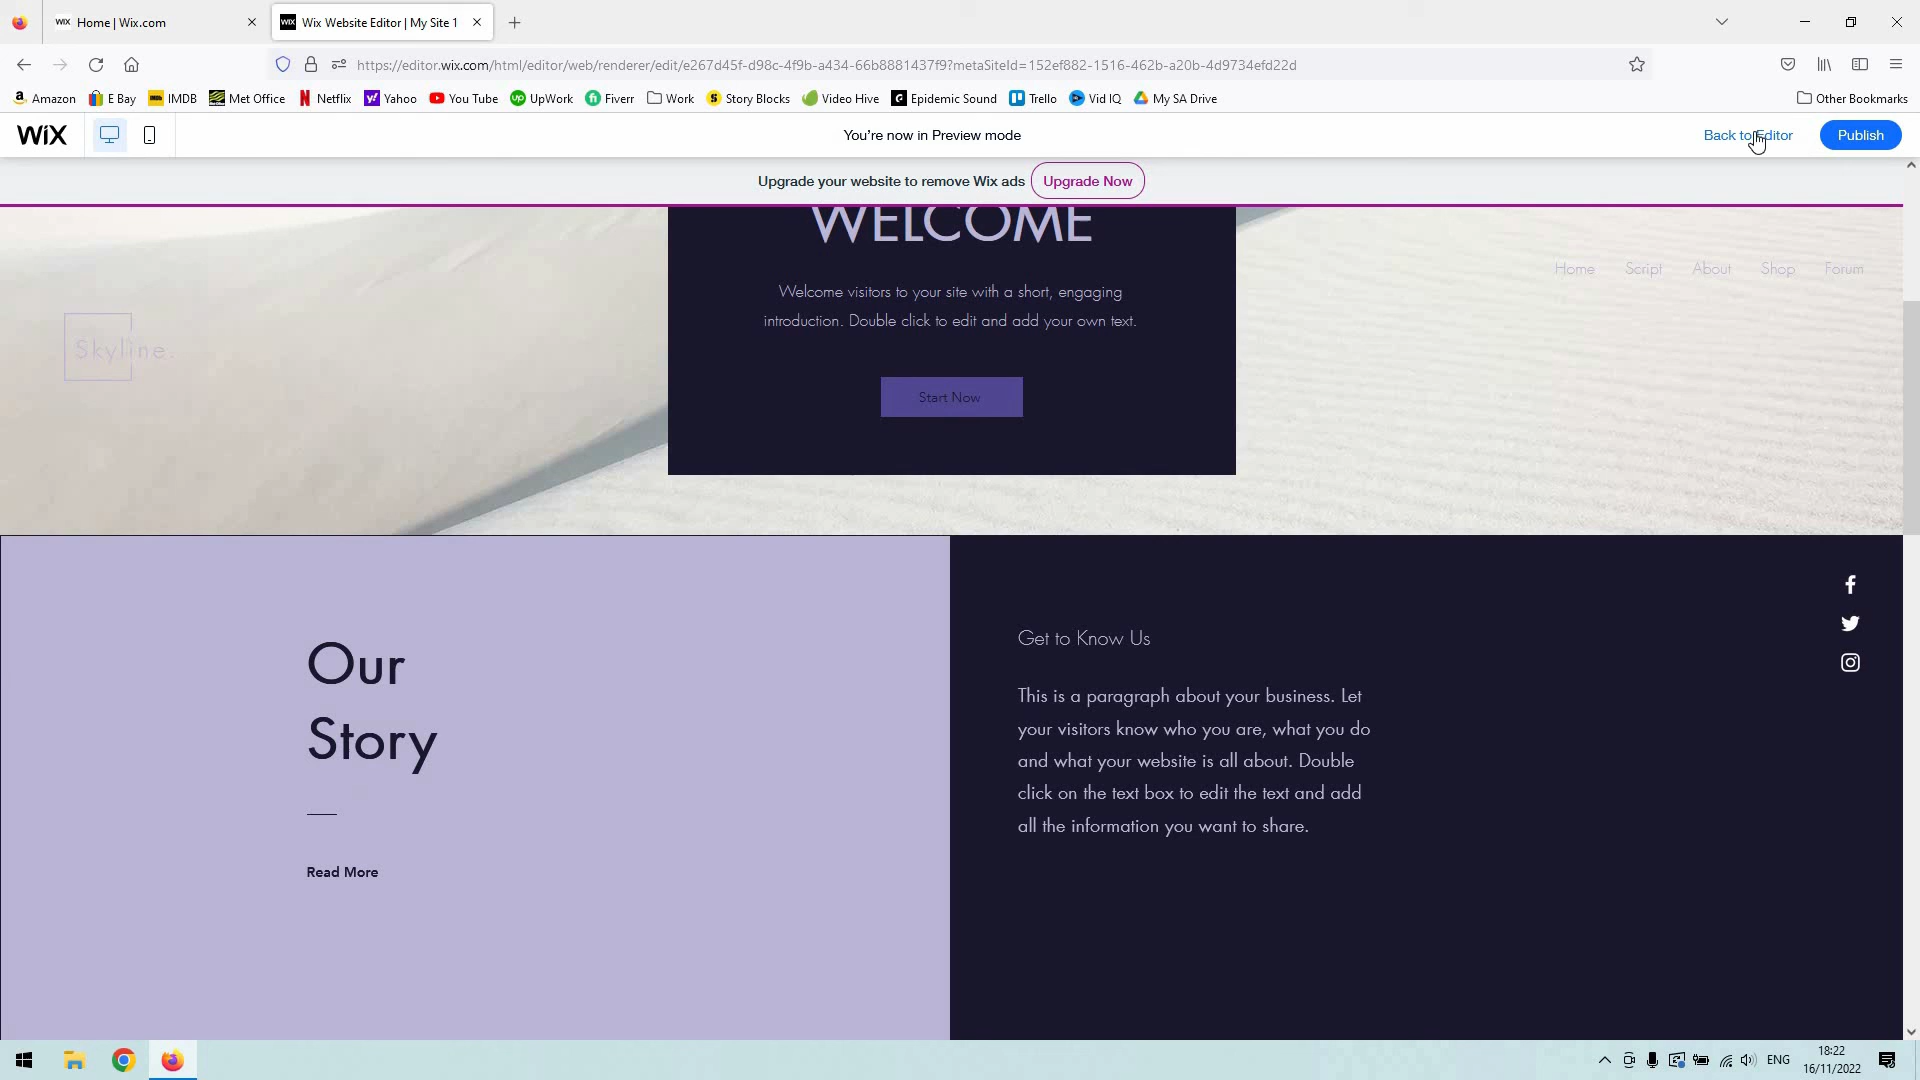 WiX Home | Wix.com
WiX Wix Website Editor | My Site 1
https://editor.wix.com/html/editor/web/renderer/edit/e267d45f-d98c-4f9b-a434-66b8881437f9?metaSiteId=152ef882-1516-462b-a20b-4d9734efd22d
Amazon E Bay IMDB Met Office Netflix Yahoo You Tube UpWork Fiverr Work Story Blocks Video Hive Epidemic Sound Trello Vid IQ My SA Drive Other Bookmarks
WiX You're now in Preview mode Back to Editor Publish
Upgrade your website to remove Wix ads Upgrade Now
WELCOME
Home Script About Shop Forum
Welcome visitors to your site with a short, engaging
introduction. Double click to edit and add your own text.
Skyline.
Start Now
Our
Story
Read More
Get to Know Us
This is a paragraph about your business. Let
your visitors know who you are, what you do
and what your website is all about. Double
click on the text box to edit the text and add
all the information you want to share.
ENG
18:22
16/11/2022